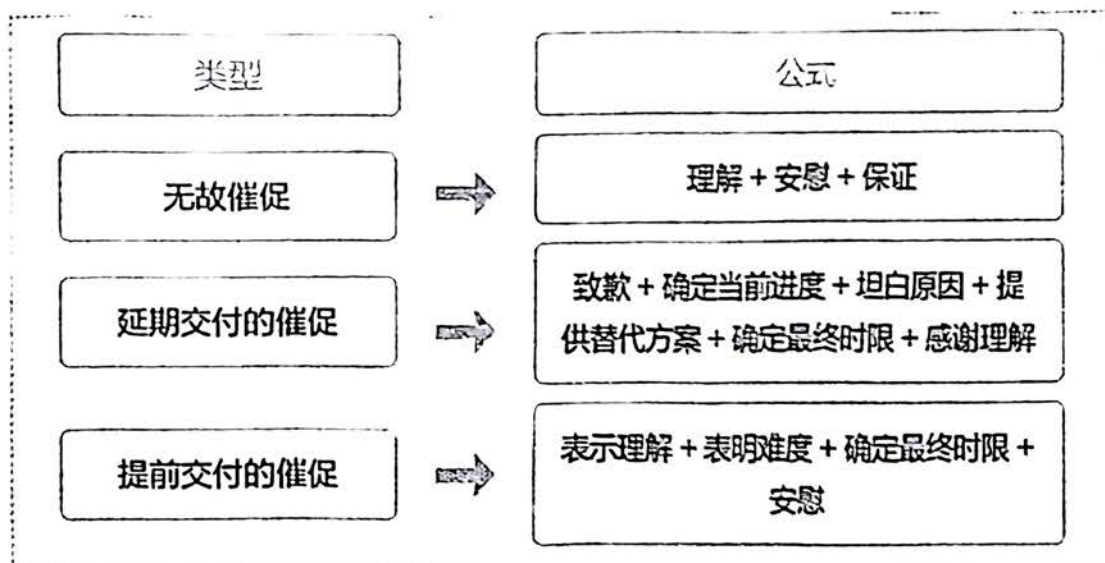 类型
公式
无故催促
理解 + 安慰 + 保证
延期交付的催促
致歉 + 确定当前进度 + 坦白原因 + 提
供替代方案 + 确定最终时限 + 感谢理解
提前交付的催促
表示理解 + 表明难度 + 确定最终时限 +
安慰